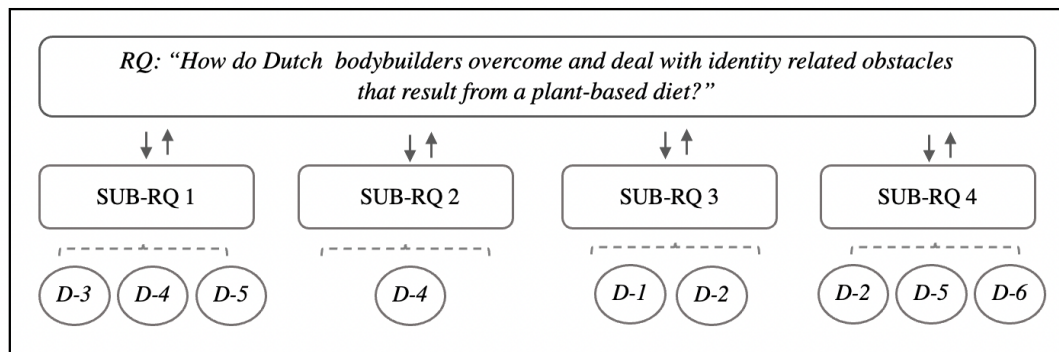 RQ: “How do Dutch bodybuilders overcome and deal with identity related obstacles
that result from a plant-based diet?”
SUB-RQ 1
SUB-RQ 2
SUB-RQ 3
SUB-RQ 4
D-3
D-4
D-5
D-4
D-1
D-2
D-2
D-5
D-6